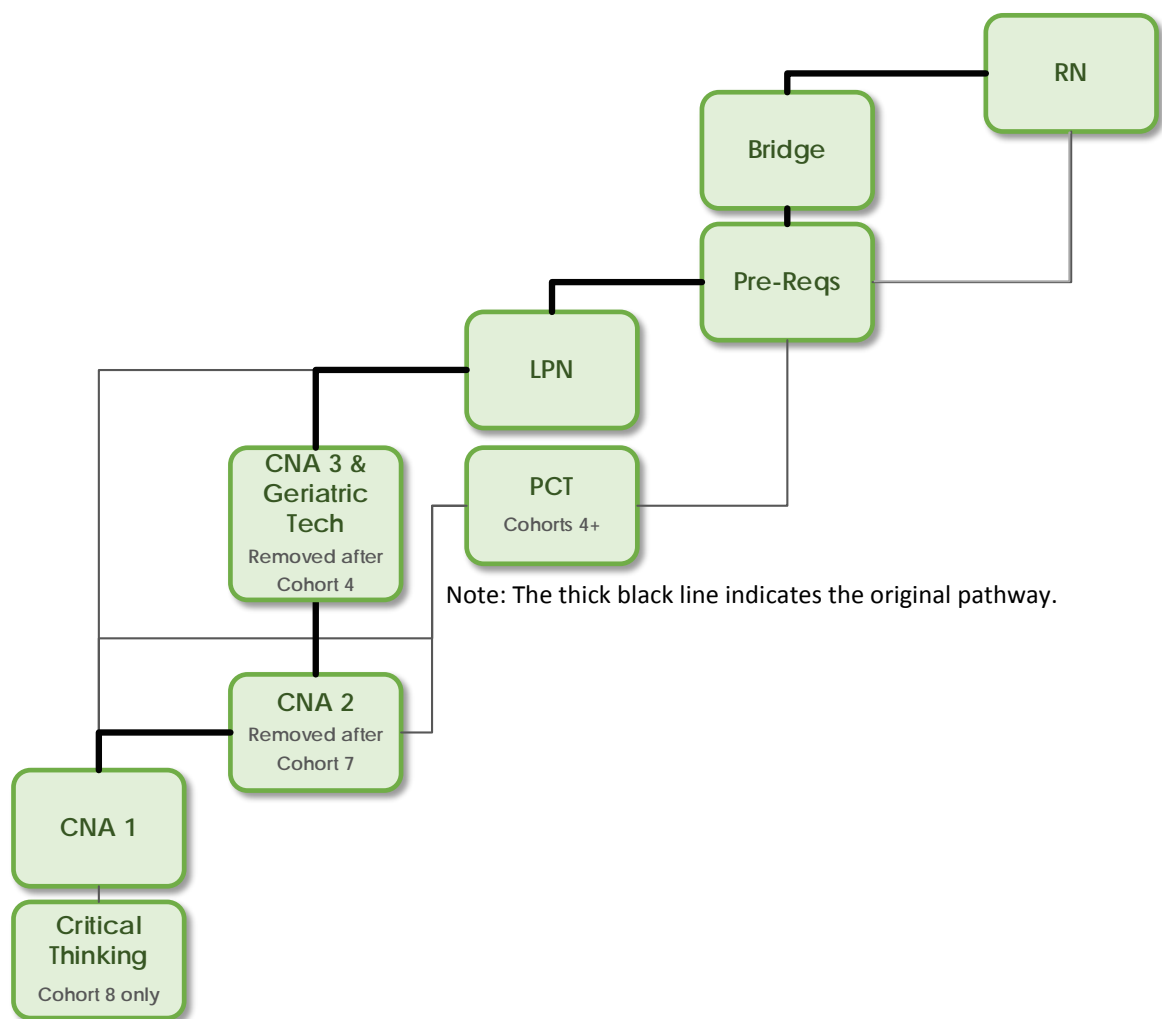 RN
Bridge
Pre-Reqs
LPN
CNA 3 &
Geriatric
Tech
Removed after
Cohort 4
PCT
Cohorts 4+
Note: The thick black line indicates the original pathway.
CNA 2
Removed after
Cohort 7
CNA 1
Critical
Thinking
Cohort 8 only